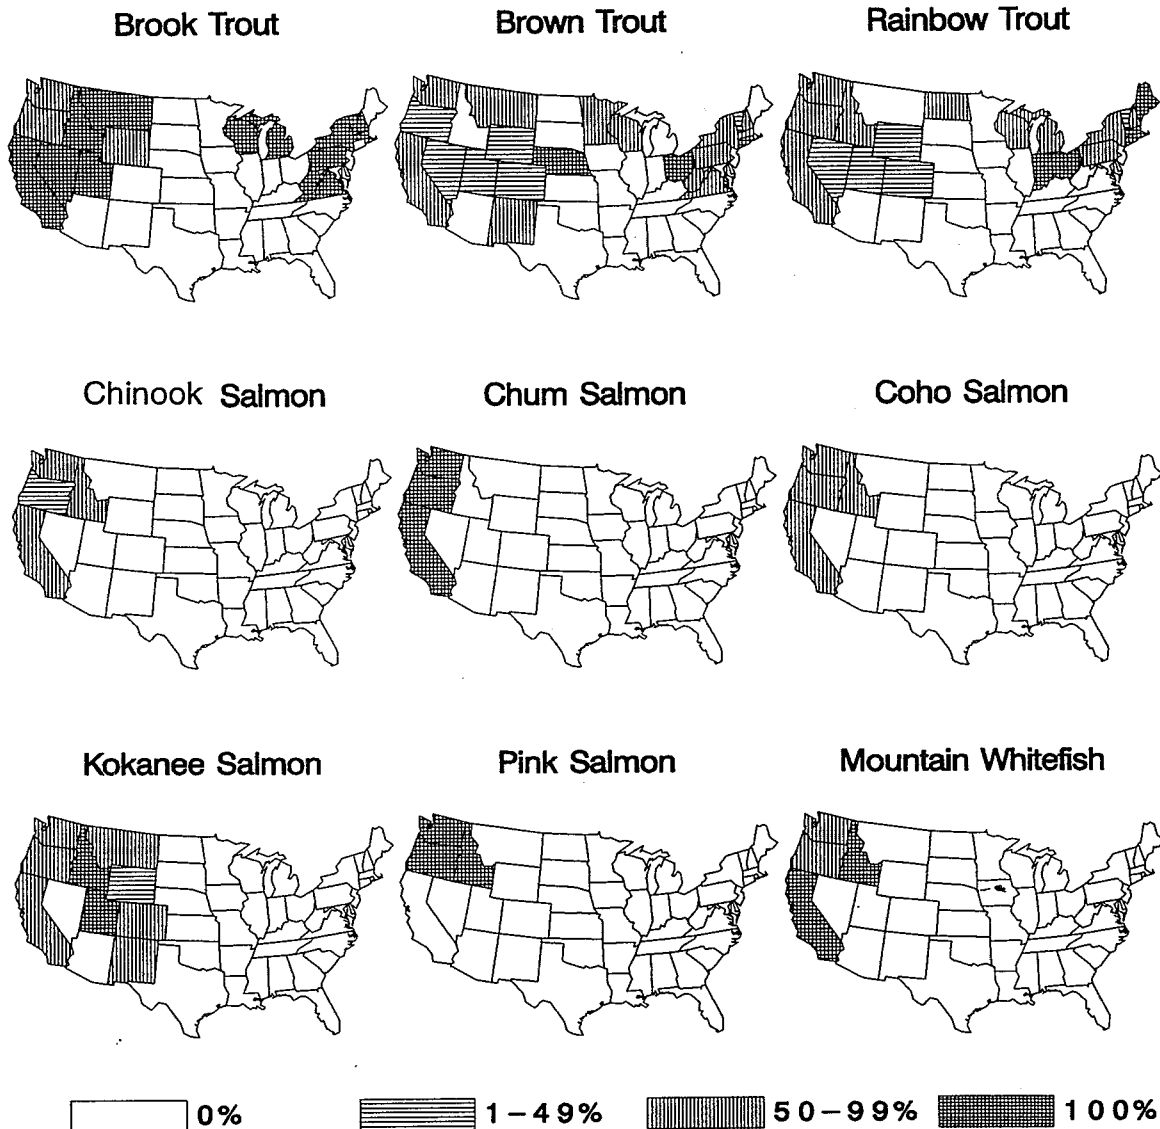 Brook Trout Brown Trout Rainbow Trout
Chinook Salmon Chum Salmon Coho Salmon
Kokanee Salmon Pink Salmon Mountain Whitefish
0% 1-49% 50-99% 100%